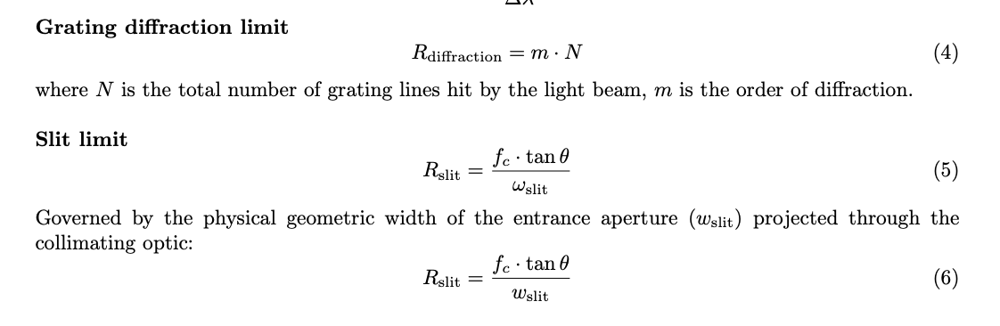 Δλ
Grating diffraction limit
R_diffraction = m · N (4)
where N is the total number of grating lines hit by the light beam, m is the order of diffraction.
Slit limit
R_slit = f_c · tan θ / ω_slit (5)
Governed by the physical geometric width of the entrance aperture (w_slit) projected through the
collimating optic:
R_slit = f_c · tan θ / w_slit (6)